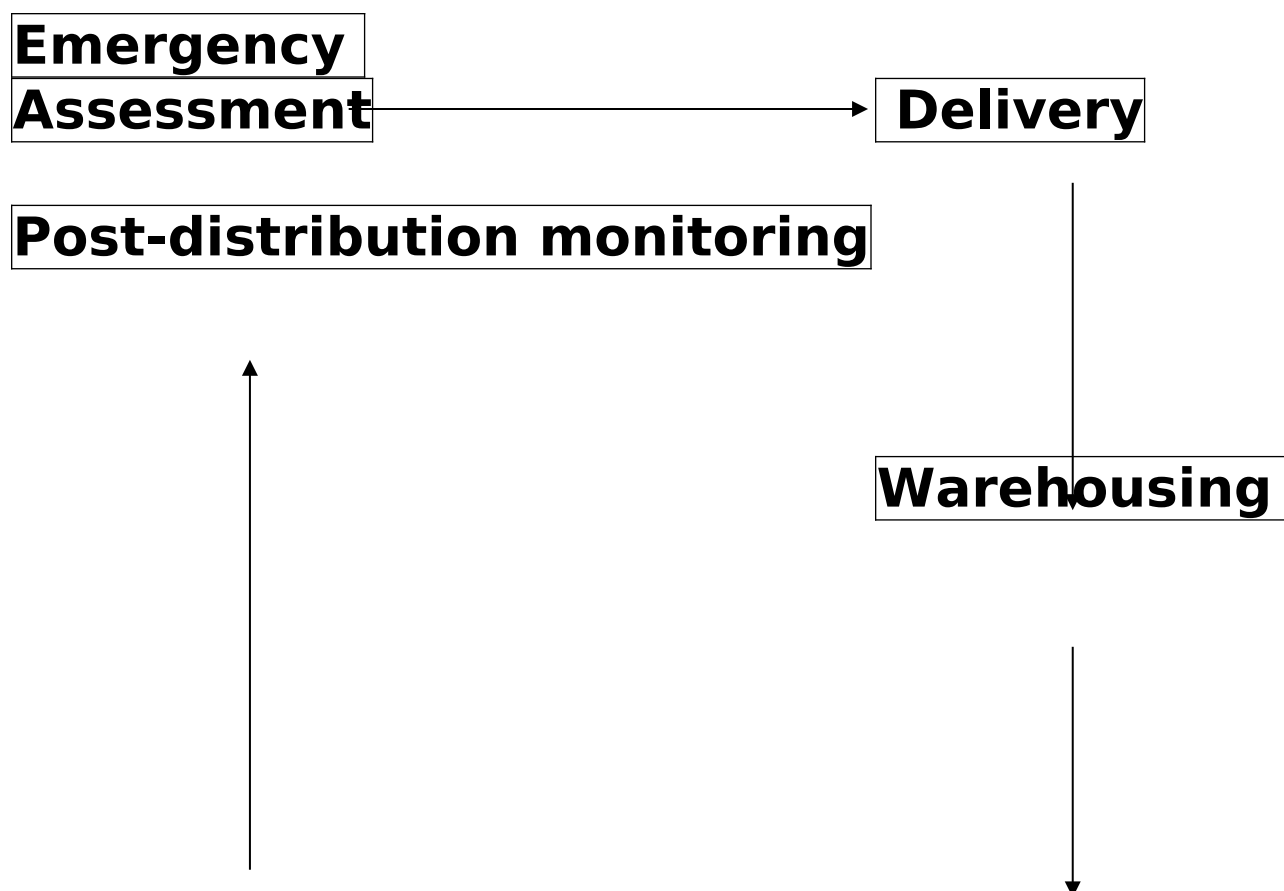 Emergency
Assessment
Delivery
Post-distribution monitoring
Warehousing